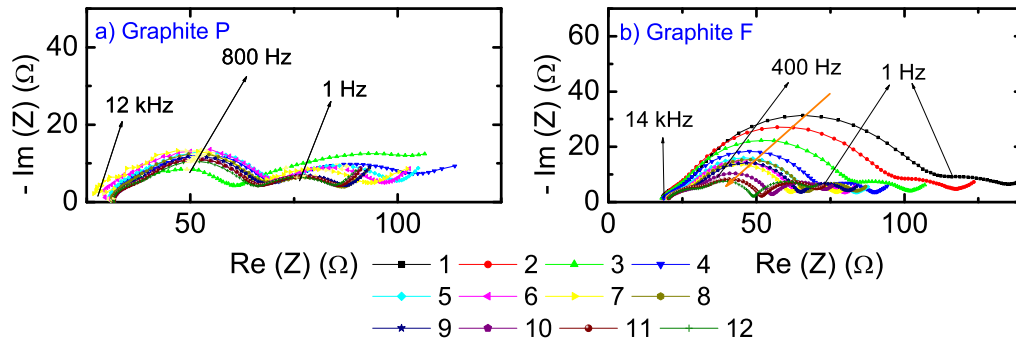 a) Graphite P
800 Hz
1 Hz
12 kHz
40
20
0
50
100
- Im (Z) (Ω)
Re (Z) (Ω)
b) Graphite F
400 Hz
1 Hz
14 kHz
60
40
20
0
0
50
100
- Im (Z) (Ω)
Re (Z) (Ω)
1 2 3 4
5 6 7 8
9 10 11 12